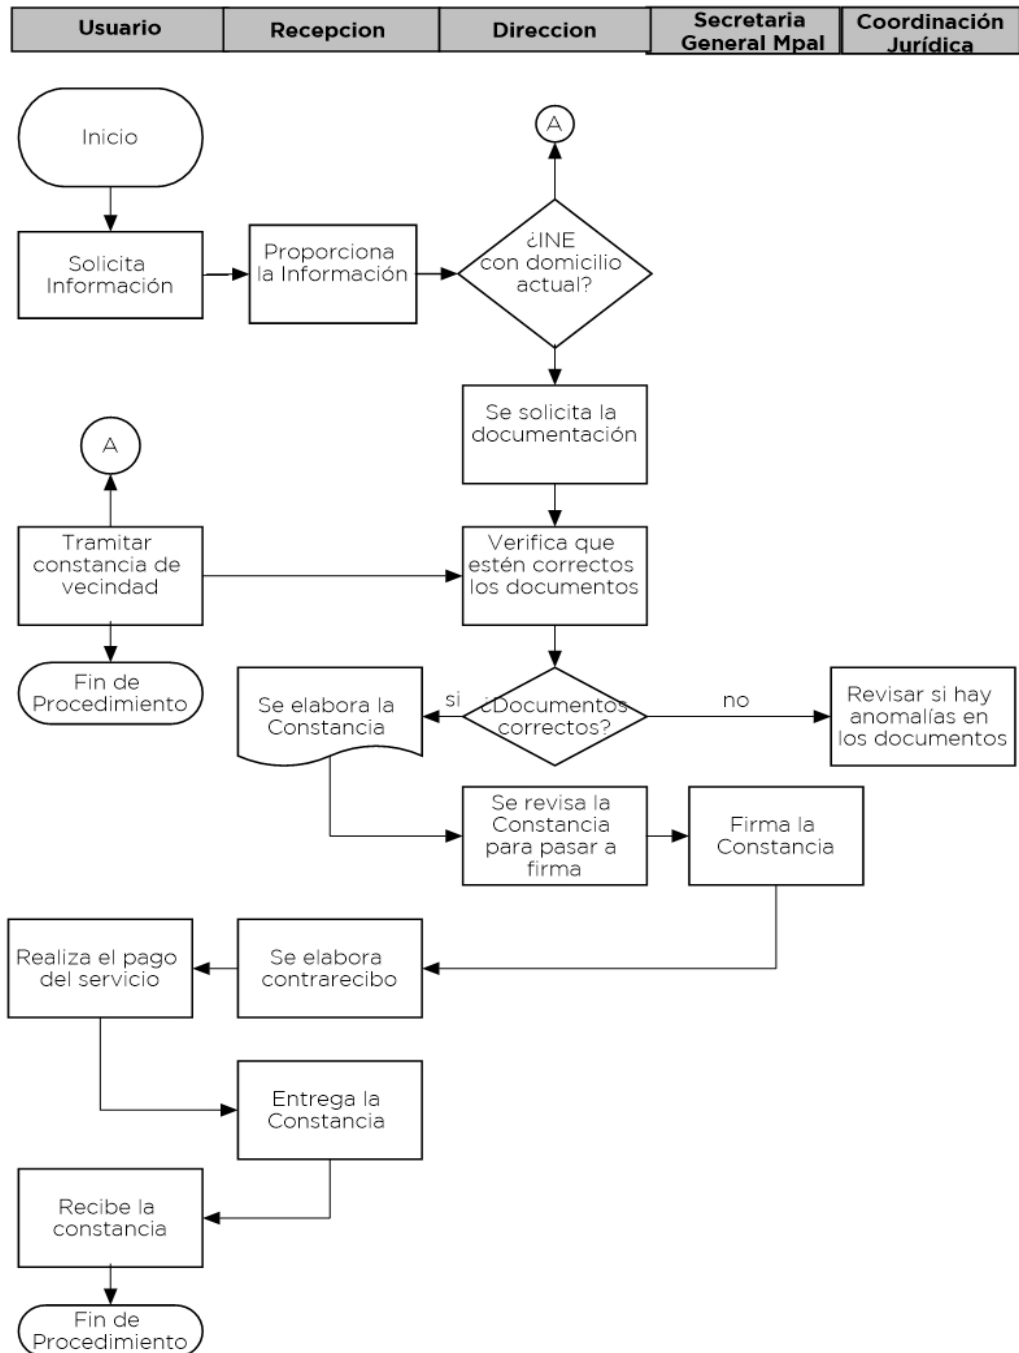 Usuario
Recepcion
Direccion
Secretaria
General Mpal
Coordinación
Jurídica
Inicio
A
Solicita
Información
Proporciona
la Información
¿INE
con domicilio
actual?
Se solicita la
documentación
A
Tramitar
constancia de
vecindad
Verifica que
estén correctos
los documentos
Fin de
Procedimiento
Se elabora la
Constancia
si
¿Documentos
correctos?
no
Revisar si hay
anomalías en
los documentos
Se revisa la
Constancia
para pasar a
firma
Firma la
Constancia
Realiza el pago
del servicio
Se elabora
contrarecibo
Entrega la
Constancia
Recibe la
constancia
Fin de
Procedimiento